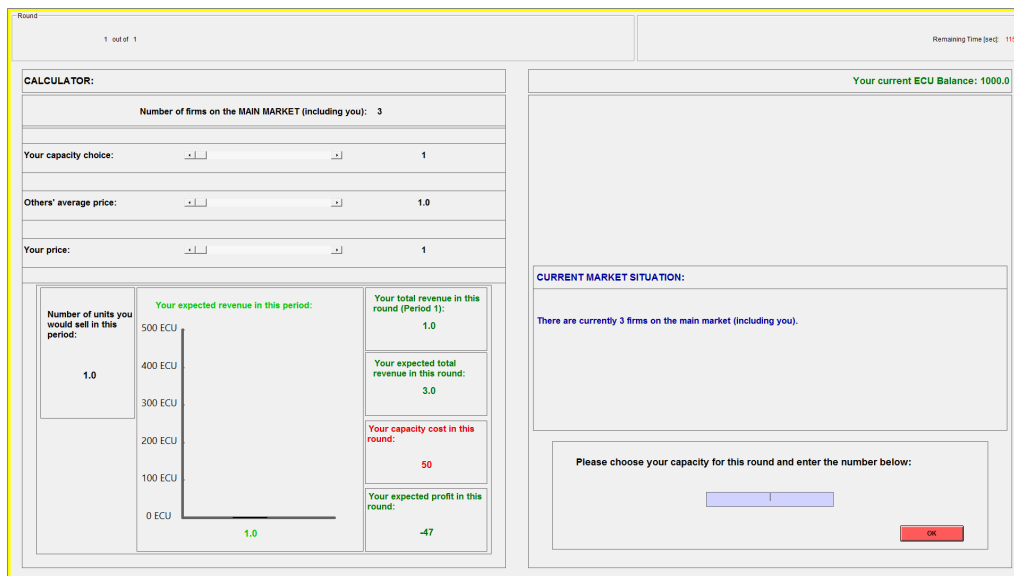 Round
1 out of 1
Remaining Time [sec]: 115
CALCULATOR:
Number of firms on the MAIN MARKET (including you): 3
Your capacity choice: 1
Others' average price: 1.0
Your price: 1
Number of units you
would sell in this
period:
1.0
Your expected revenue in this period:
500 ECU
400 ECU
300 ECU
200 ECU
100 ECU
0 ECU
1.0
Your total revenue in this
round (Period 1):
1.0
Your expected total
revenue in this round:
3.0
Your capacity cost in this
round:
50
Your expected profit in this
round:
-47
Your current ECU Balance: 1000.0
CURRENT MARKET SITUATION:
There are currently 3 firms on the main market (including you).
Please choose your capacity for this round and enter the number below:
OK